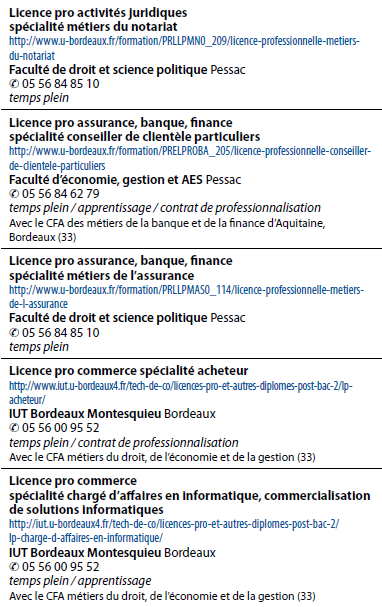 Licence pro activités juridiques
spécialité métiers du notariat
http://www.u-bordeaux.fr/formation/PRLLPMN0_209/licence-professionnelle-metiers-
du-notariat
Faculté de droit et science politique Pessac
✆ 05 56 84 85 10
temps plein
Licence pro assurance, banque, finance
spécialité conseiller de clientèle particuliers
http://www.u-bordeaux.fr/formation/PRELPROBA_205/licence-professionnelle-conseiller-
de-clientele-particuliers
Faculté d'économie, gestion et AES Pessac
✆ 05 56 84 62 79
temps plein / apprentissage / contrat de professionnalisation
Avec le CFA des métiers de la banque et de la finance d'Aquitaine,
Bordeaux (33)
Licence pro assurance, banque, finance
spécialité métiers de l'assurance
http://www.u-bordeaux.fr/formation/PRLLPMAS0_114/licence-professionnelle-metiers-
de-l-assurance
Faculté de droit et science politique Pessac
✆ 05 56 84 85 10
temps plein
Licence pro commerce spécialité acheteur
http://www.iut.u-bordeaux4.fr/tech-de-co/licences-pro-et-autres-diplomes-post-bac-2/lp-
acheteur/
IUT Bordeaux Montesquieu Bordeaux
✆ 05 56 00 95 52
temps plein / contrat de professionnalisation
Avec le CFA métiers du droit, de l'économie et de la gestion (33)
Licence pro commerce
spécialité chargé d'affaires en informatique, commercialisation
de solutions informatiques
http://iut.u-bordeaux4.fr/tech-de-co/licences-pro-et-autres-diplomes-post-bac-2/
lp-charge-d-affaires-en-informatique/
IUT Bordeaux Montesquieu Bordeaux
✆ 05 56 00 95 52
temps plein / apprentissage
Avec le CFA métiers du droit, de l'économie et de la gestion (33)